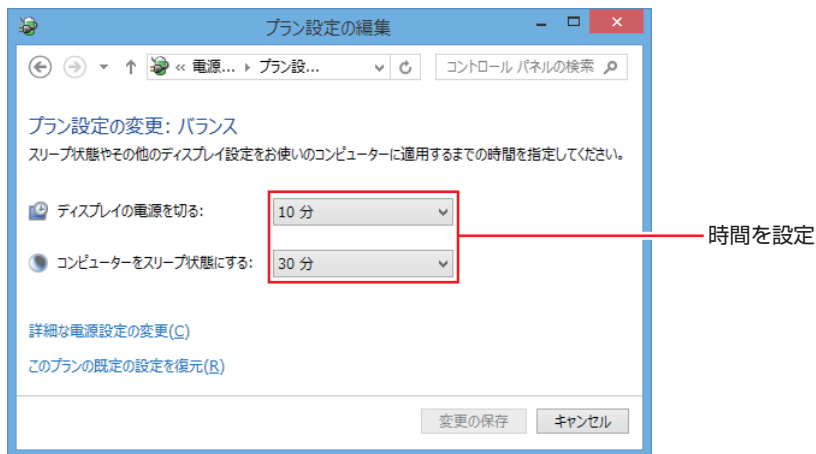 プラン設定の編集
« 電源... › プラン設...
コントロール パネルの検索
プラン設定の変更: バランス
スリープ状態やその他のディスプレイ設定をお使いのコンピューターに適用するまでの時間を指定してください。
ディスプレイの電源を切る: 10 分
時間を設定
コンピューターをスリープ状態にする: 30 分
詳細な電源設定の変更(C)
このプランの既定の設定を復元(R)
変更の保存 キャンセル